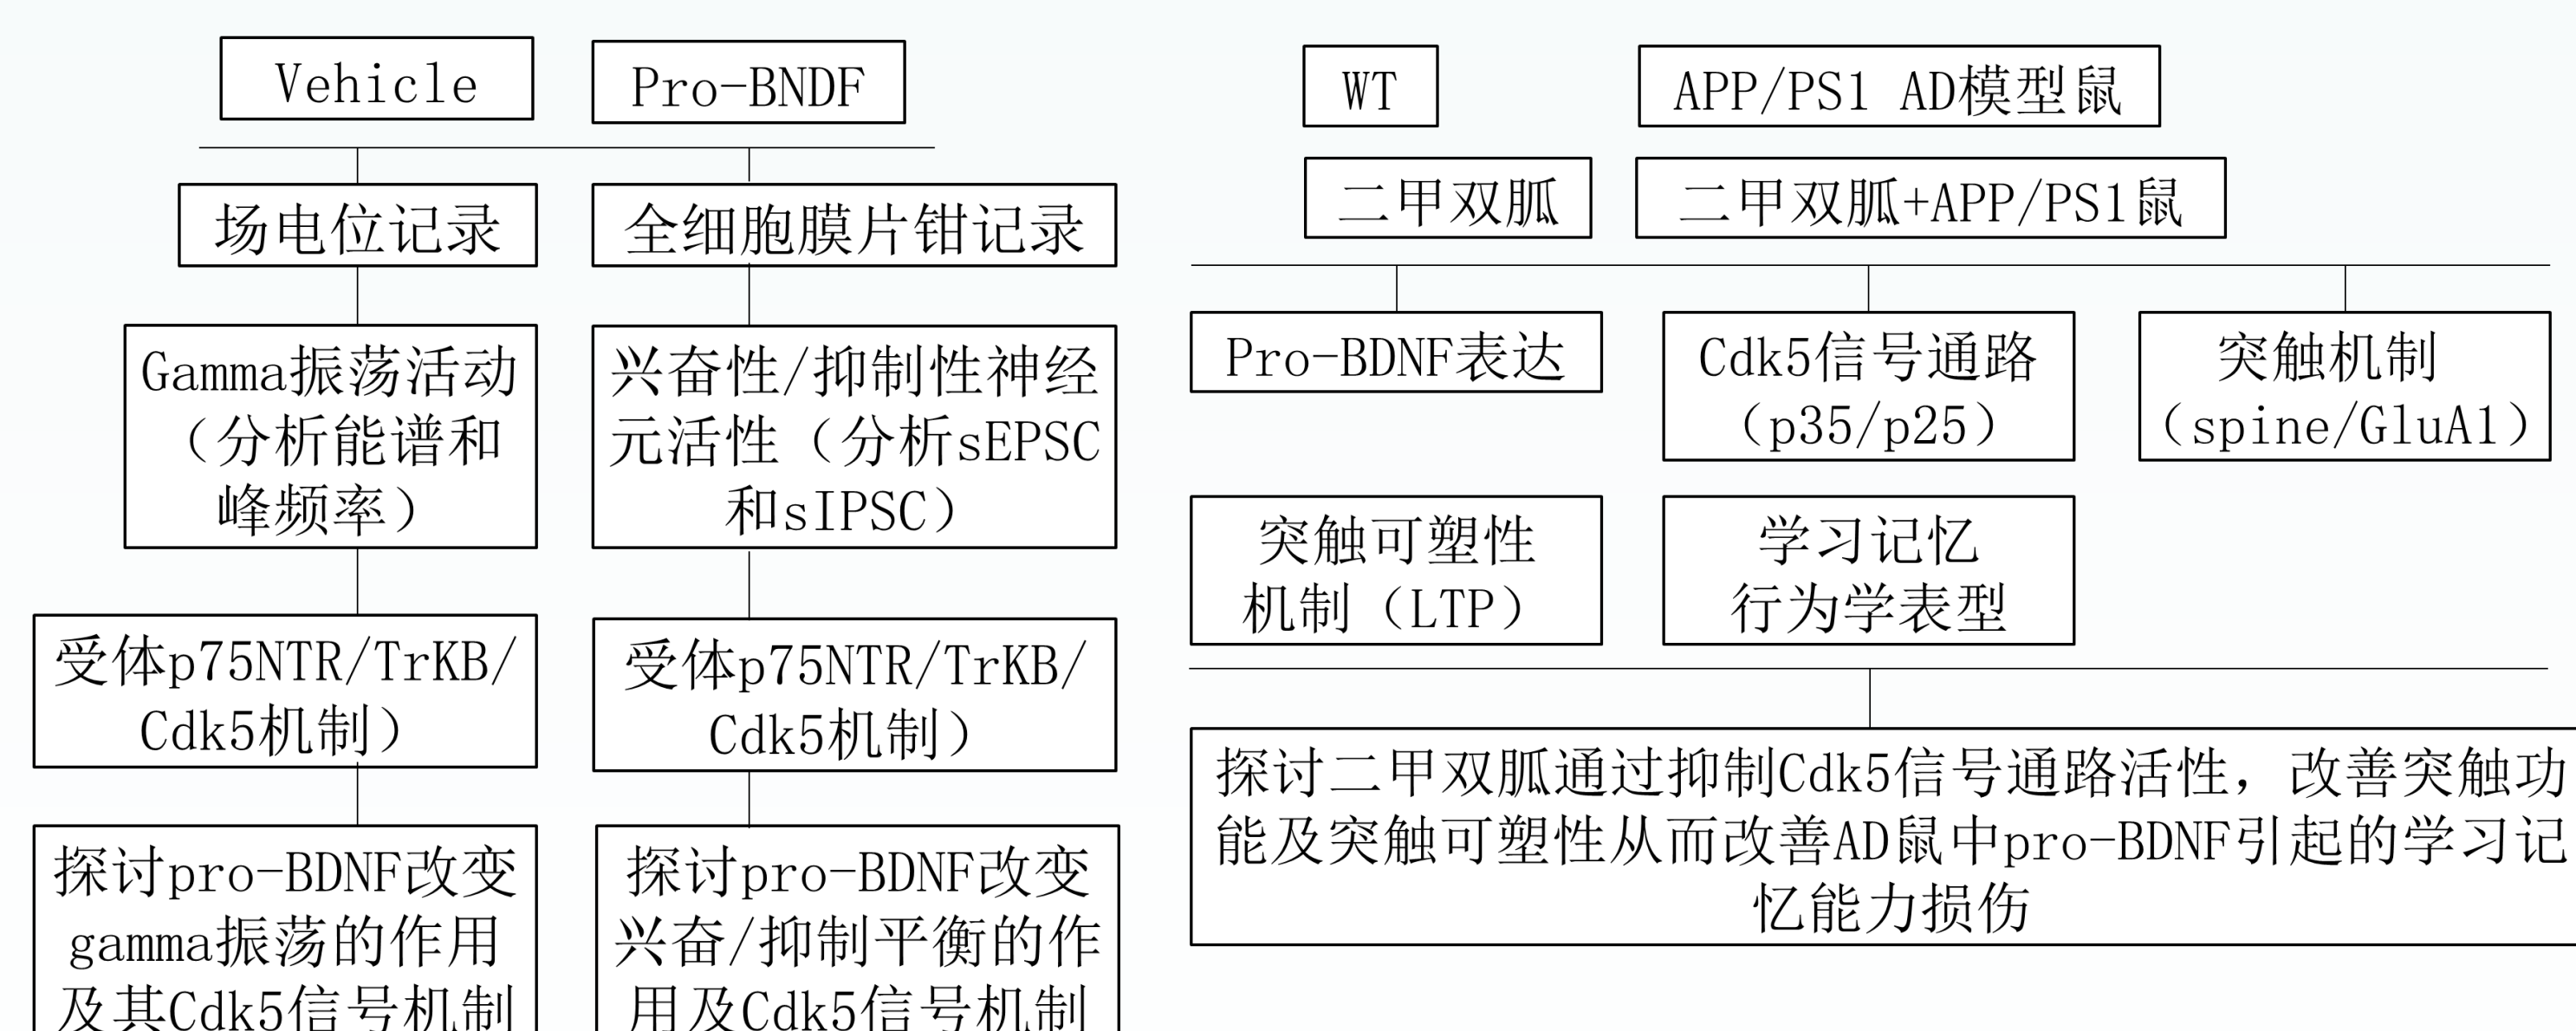 Vehicle
Pro-BNDF
场电位记录
全细胞膜片钳记录
Gamma振荡活动
（分析能谱和
峰频率）
兴奋性/抑制性神经
元活性（分析sEPSC
和sIPSC）
受体p75NTR/TrKB/
Cdk5机制）
受体p75NTR/TrKB/
Cdk5机制）
探讨pro-BDNF改变
gamma振荡的作用
及其Cdk5信号机制
探讨pro-BDNF改变
兴奋/抑制平衡的作
用及Cdk5信号机制
WT
APP/PS1 AD模型鼠
二甲双胍
二甲双胍+APP/PS1鼠
Pro-BDNF表达
Cdk5信号通路
（p35/p25）
突触机制
（spine/GluA1）
突触可塑性
机制（LTP）
学习记忆
行为学表型
探讨二甲双胍通过抑制Cdk5信号通路活性，改善突触功
能及突触可塑性从而改善AD鼠中pro-BDNF引起的学习记
忆能力损伤